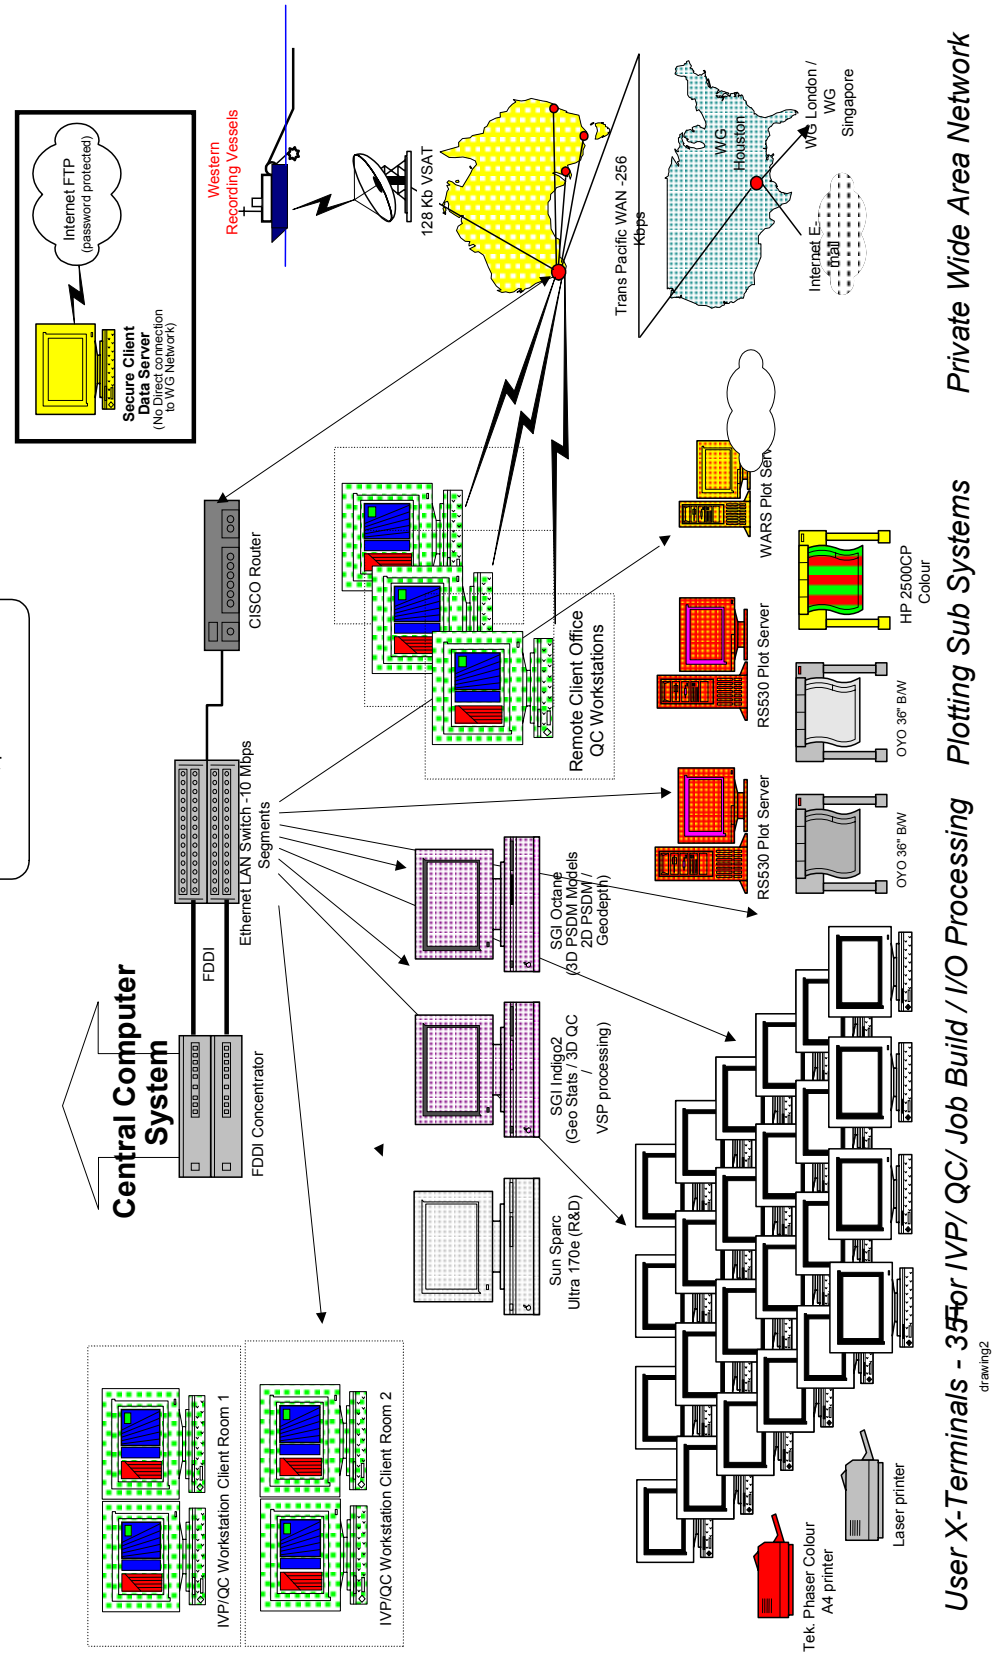 Internet FTP
(password protected)
Secure Client
Data Server
(No Direct connection
to WG Network)
Western
Recording Vessels
128 Kb VSAT
Trans Pacific WAN -256
Kbps
WG
Houston
WG London /
WG
Singapore
Internet E-
mail
Private Wide Area Network
CISCO Router
Ethernet LAN Switch -10 Mbps
Segments
FDDI
Central Computer
System
FDDI Concentrator
Remote Client Office
QC Workstations
WARS Plot Serv
RS530 Plot Server
RS530 Plot Server
HP 2500CP
Colour
OYO 36" B/W
OYO 36" B/W
Plotting Sub Systems
SGI Octane
(3D PSDM Models
2D PSDM /
Geodepth)
SGI Indigo2
(Geo Stats / 3D QC
/
VSP processing)
Sun Sparc
Ultra 170e (R&D)
IVP/QC Workstation Client Room 1
IVP/QC Workstation Client Room 2
Tek. Phaser Colour
A4 printer
Laser printer
User X-Terminals - 35+ for IVP/ QC/ Job Build / I/O Processing
drawing2